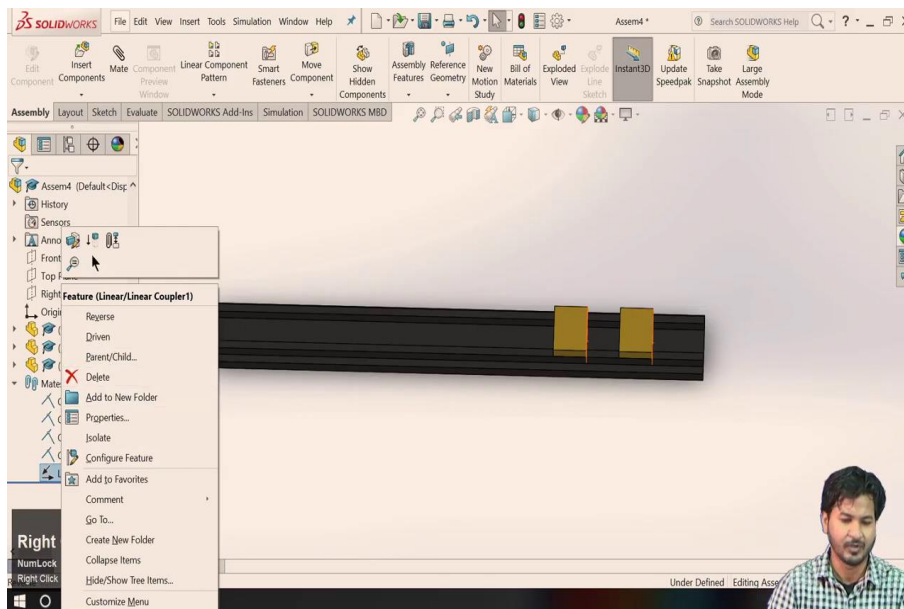 SOLIDWORKS File Edit View Insert Tools Simulation Window Help Assem4 * Search SOLIDWORKS Help
Edit Component
Insert Components
Mate
Component Preview Window
Linear Component Pattern
Smart Fasteners
Move Component
Show Hidden Components
Assembly Features
Reference Geometry
New Motion Study
Bill of Materials
Exploded View
Explode Line Sketch
Instant3D
Update Speedpak
Take Snapshot
Large Assembly Mode
Assembly Layout Sketch Evaluate SOLIDWORKS Add-Ins Simulation SOLIDWORKS MBD
Assem4 (Default<Disp
History
Sensors
Anno
Front
Top
Right
Origi
Mate
Feature (Linear/Linear Coupler1)
Reverse
Driven
Parent/Child...
Delete
Add to New Folder
Properties...
Isolate
Configure Feature
Add to Favorites
Comment
Go To...
Create New Folder
Collapse Items
Hide/Show Tree Items...
Customize Menu
Right
NumLock
Right Click
Under Defined Editing Asse